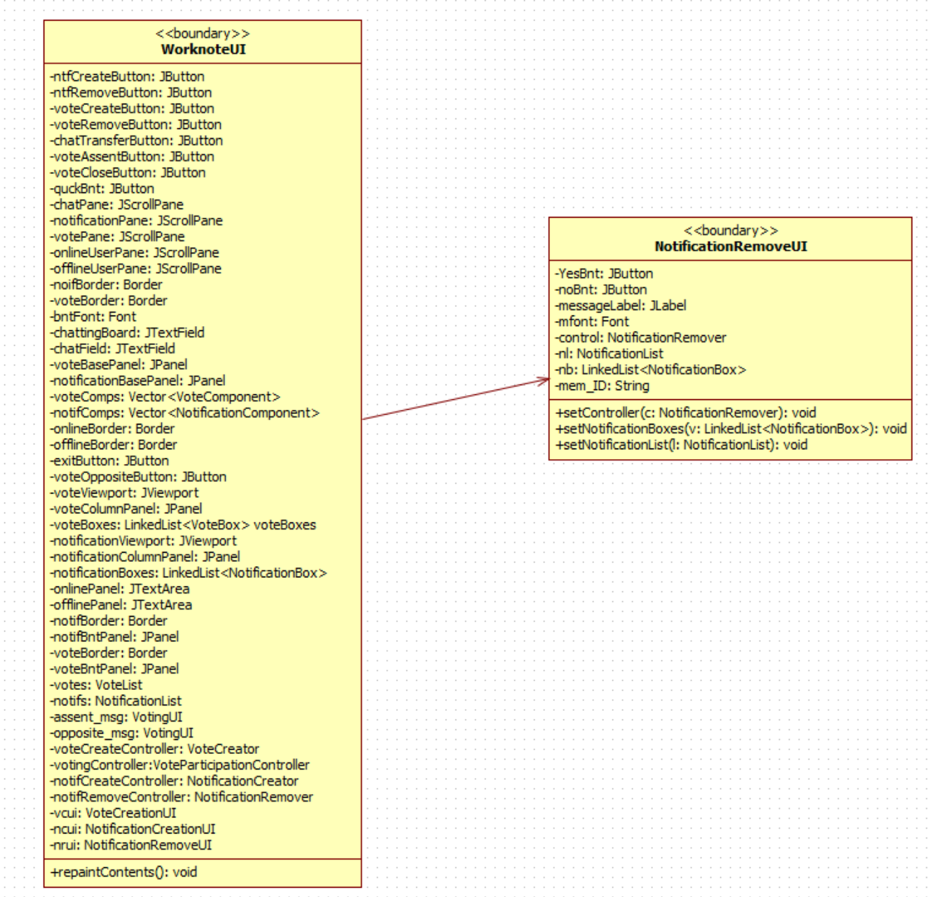 <<boundary>>
WorknoteUI
-ntfCreateButton: JButton
-ntfRemoveButton: JButton
-voteCreateButton: JButton
-voteRemoveButton: JButton
-chatTransferButton: JButton
-voteAssentButton: JButton
-voteCloseButton: JButton
-quckBnt: JButton
-chatPane: JScrollPane
-notificationPane: JScrollPane
-votePane: JScrollPane
-onlineUserPane: JScrollPane
-offlineUserPane: JScrollPane
-noifBorder: Border
-voteBorder: Border
-bntFont: Font
-chattingBoard: JTextField
-chatField: JTextField
-voteBasePanel: JPanel
-notificationBasePanel: JPanel
-voteComps: Vector<VoteComponent>
-notifComps: Vector<NotificationComponent>
-onlineBorder: Border
-offlineBorder: Border
-exitButton: JButton
-voteOppositeButton: JButton
-voteViewport: JViewport
-voteColumnPanel: JPanel
-voteBoxes: LinkedList<VoteBox> voteBoxes
-notificationViewport: JViewport
-notificationColumnPanel: JPanel
-notificationBoxes: LinkedList<NotificationBox>
-onlinePanel: JTextArea
-offlinePanel: JTextArea
-notifBorder: Border
-notifBntPanel: JPanel
-voteBorder: Border
-voteBntPanel: JPanel
-votes: VoteList
-notifs: NotificationList
-assent_msg: VotingUI
-opposite_msg: VotingUI
-voteCreateController: VoteCreator
-votingController:VoteParticipationController
-notifCreateController: NotificationCreator
-notifRemoveController: NotificationRemover
-vcui: VoteCreationUI
-ncui: NotificationCreationUI
-nrui: NotificationRemoveUI
+repaintContents(): void
<<boundary>>
NotificationRemoveUI
-YesBnt: JButton
-noBnt: JButton
-messageLabel: JLabel
-mfont: Font
-control: NotificationRemover
-nl: NotificationList
-nb: LinkedList<NotificationBox>
-mem_ID: String
+setController(c: NotificationRemover): void
+setNotificationBoxes(v: LinkedList<NotificationBox>): void
+setNotificationList(l: NotificationList): void